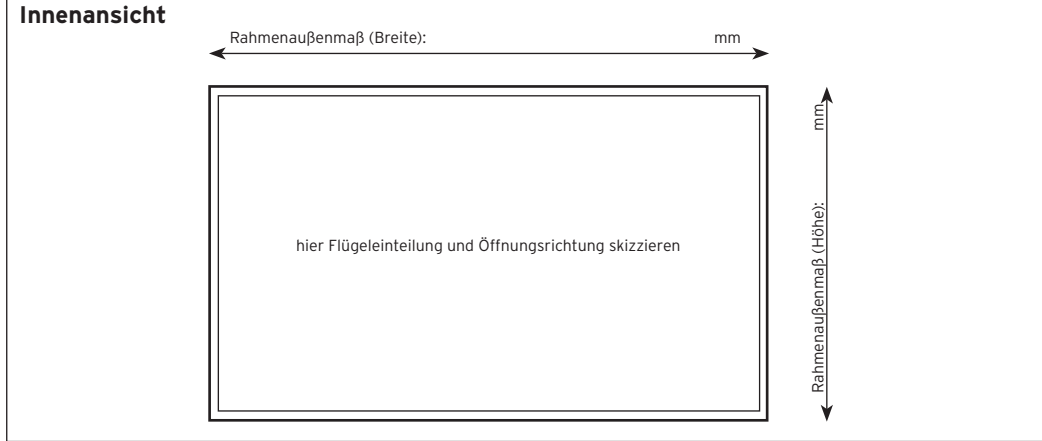 Innenansicht
Rahmenaußenmaß (Breite): mm
hier Flügeleinteilung und Öffnungsrichtung skizzieren
Rahmenaußenmaß (Höhe): mm